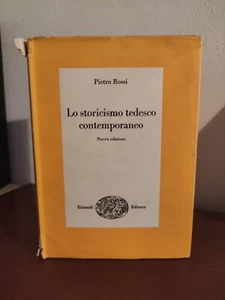 Pietro Rossi
Lo storicismo tedesco
contemporaneo
Nuova edizione
Einaudi Editore